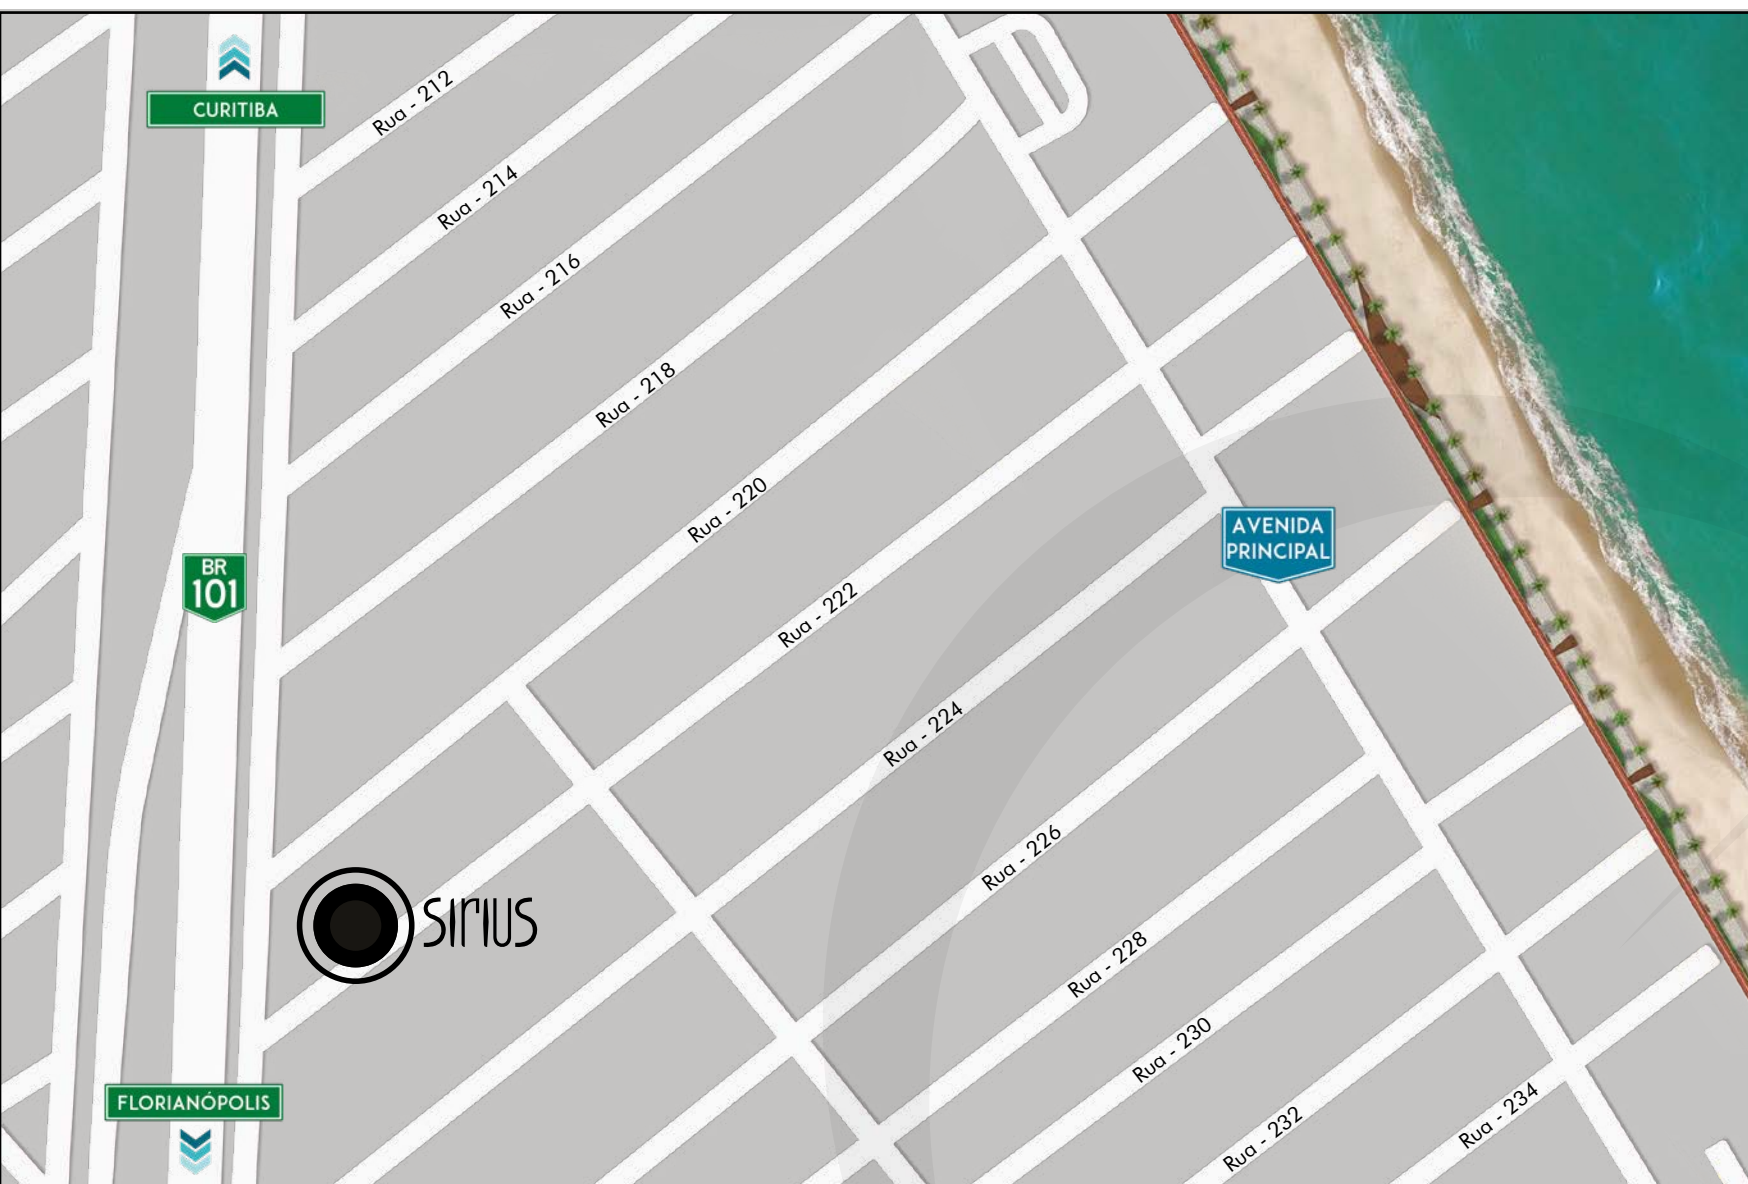 CURITIBA
Rua - 212
Rua - 214
Rua - 216
Rua - 218
Rua - 220
AVENIDA
PRINCIPAL
BR
101
Rua - 222
Rua - 224
Rua - 226
sirius
Rua - 228
Rua - 230
FLORIANÓPOLIS
Rua - 232
Rua - 234